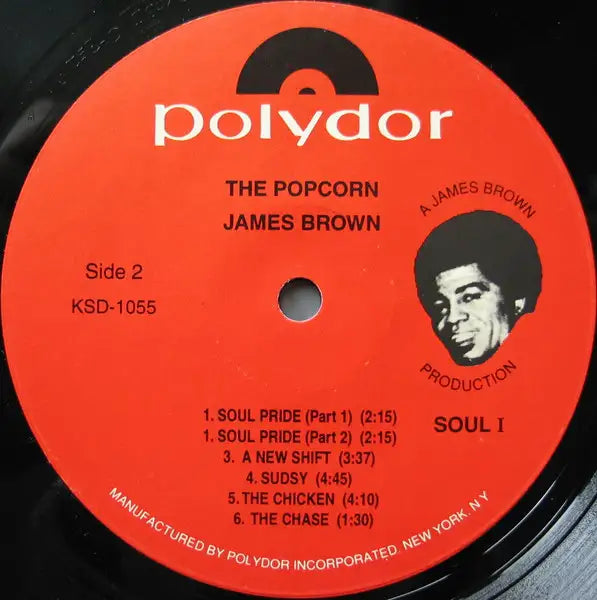 polydor
THE POPCORN
JAMES BROWN
A JAMES BROWN
PRODUCTION
Side 2
KSD-1055
SOUL I
1. SOUL PRIDE (Part 1) (2:15)
1. SOUL PRIDE (Part 2) (2:15)
3. A NEW SHIFT (3:37)
4. SUDSY (4:45)
5. THE CHICKEN (4:10)
6. THE CHASE (1:30)
MANUFACTURED BY POLYDOR INCORPORATED, NEW YORK, N.Y